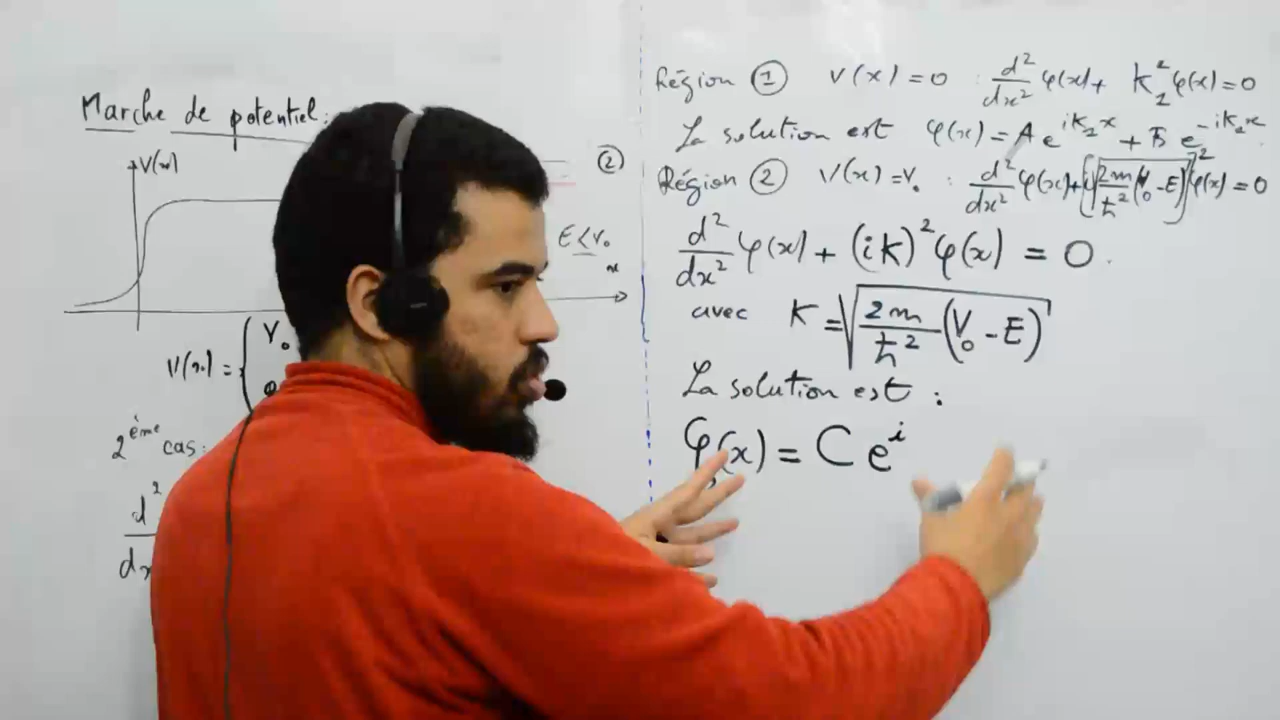 Marche de potentiel :
V(x)
②
E < V₀
x
V(x) = { V₀
0
2ème cas:
d²
dx
Région ① V(x) = 0 : d²/dx² φ(x) + K₂² φ(x) = 0
La solution est φ(x) = A e^{iK₂x} + B e^{-iK₂x}
Région ② V(x) = V₀ : d²/dx² φ(x) + [i√(2m/ħ² (V₀ - E))]² φ(x) = 0
d²/dx² φ(x) + (iK)² φ(x) = 0.
avec K = √(2m/ħ² (V₀ - E))
La solution est :
φ (x) = C e^i